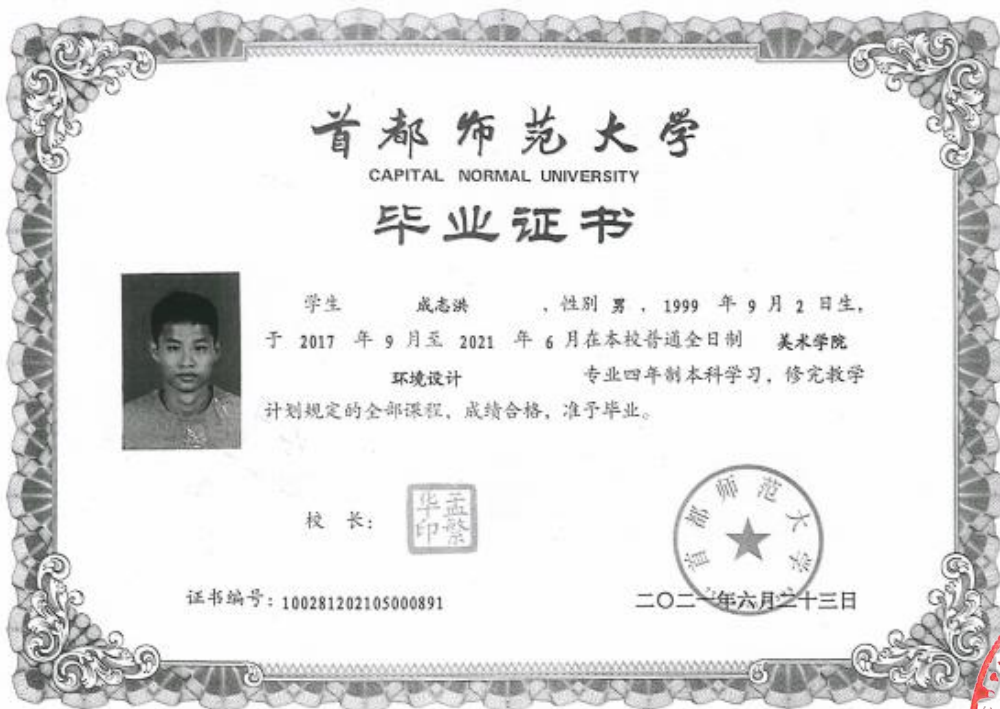 首都师范大学
CAPITAL NORMAL UNIVERSITY
毕业证书
学生 成志洪 ，性别 男 ，1999 年 9 月 2 日生，
于 2017 年 9 月至 2021 年 6 月在本校普通全日制 美术学院
环境设计 专业四年制本科学习，修完教学
计划规定的全部课程，成绩合格，准予毕业。
校 长：
孟繁华印
首都师范大学
证书编号：100281202105000891
二〇二一年六月二十三日